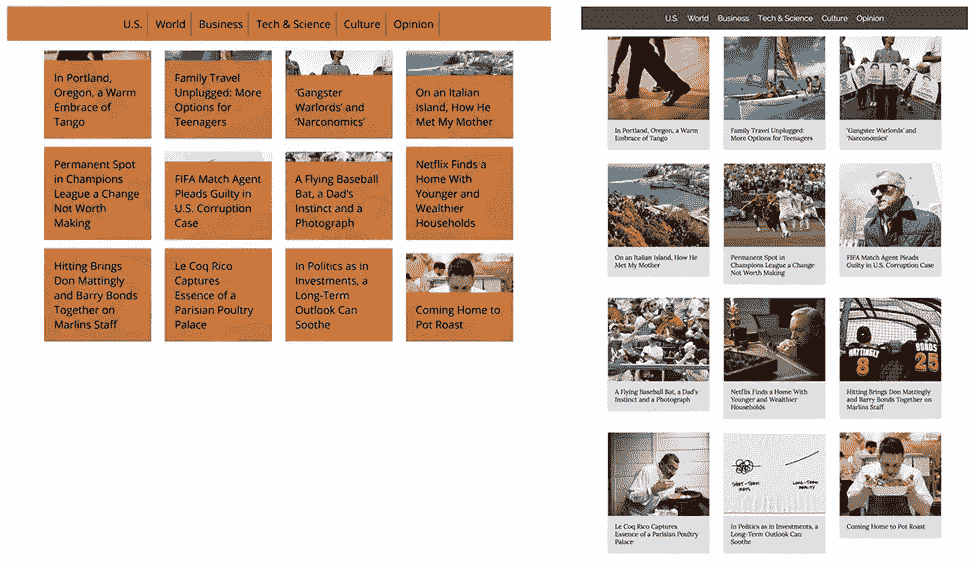 U.S. World Business Tech & Science Culture Opinion
In Portland,
Oregon, a Warm
Embrace of
Tango
Family Travel
Unplugged: More
Options for
Teenagers
‘Gangster
Warlords’ and
‘Narconomics’
On an Italian
Island, How He
Met My Mother
Permanent Spot
in Champions
League a Change
Not Worth
Making
FIFA Match Agent
Pleads Guilty in
U.S. Corruption
Case
A Flying Baseball
Bat, a Dad’s
Instinct and a
Photograph
Netflix Finds a
Home With
Younger and
Wealthier
Households
Hitting Brings
Don Mattingly
and Barry Bonds
Together on
Marlins Staff
Le Coq Rico
Captures
Essence of a
Parisian Poultry
Palace
In Politics as in
Investments, a
Long-Term
Outlook Can
Soothe
Coming Home to
Pot Roast
U.S. World Business Tech & Science Culture Opinion
In Portland, Oregon, a Warm
Embrace of Tango
Family Travel Unplugged:
More Options for Teenagers
‘Gangster Warlords’ and
‘Narconomics’
On an Italian Island, How He
Met My Mother
Permanent Spot in
Champions League a Change
Not Worth Making
FIFA Match Agent Pleads
Guilty in U.S. Corruption Case
MATTINGLY
8
BONDS
25
A Flying Baseball Bat, a Dad’s
Instinct and a Photograph
Netflix Finds a Home With
Younger and Wealthier
Households
Hitting Brings Don Mattingly
and Barry Bonds Together on
Marlins Staff
SHORT-TERM
LONG-TERM
REALITY
Le Coq Rico Captures
Essence of a Parisian Poultry
Palace
In Politics as in Investments, a
Long-Term Outlook Can
Soothe
Coming Home to Pot Roast